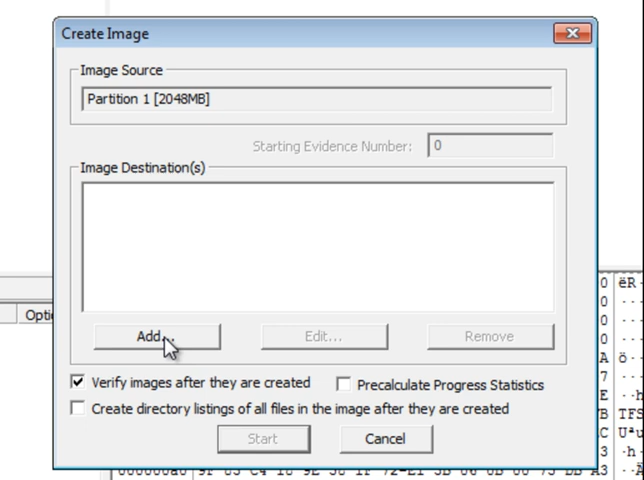 Create Image
Image Source
Partition 1 [2048MB]
Starting Evidence Number: 0
Image Destination(s)
Add...
Edit...
Remove
Verify images after they are created
Precalculate Progress Statistics
Create directory listings of all files in the image after they are created
Start
Cancel